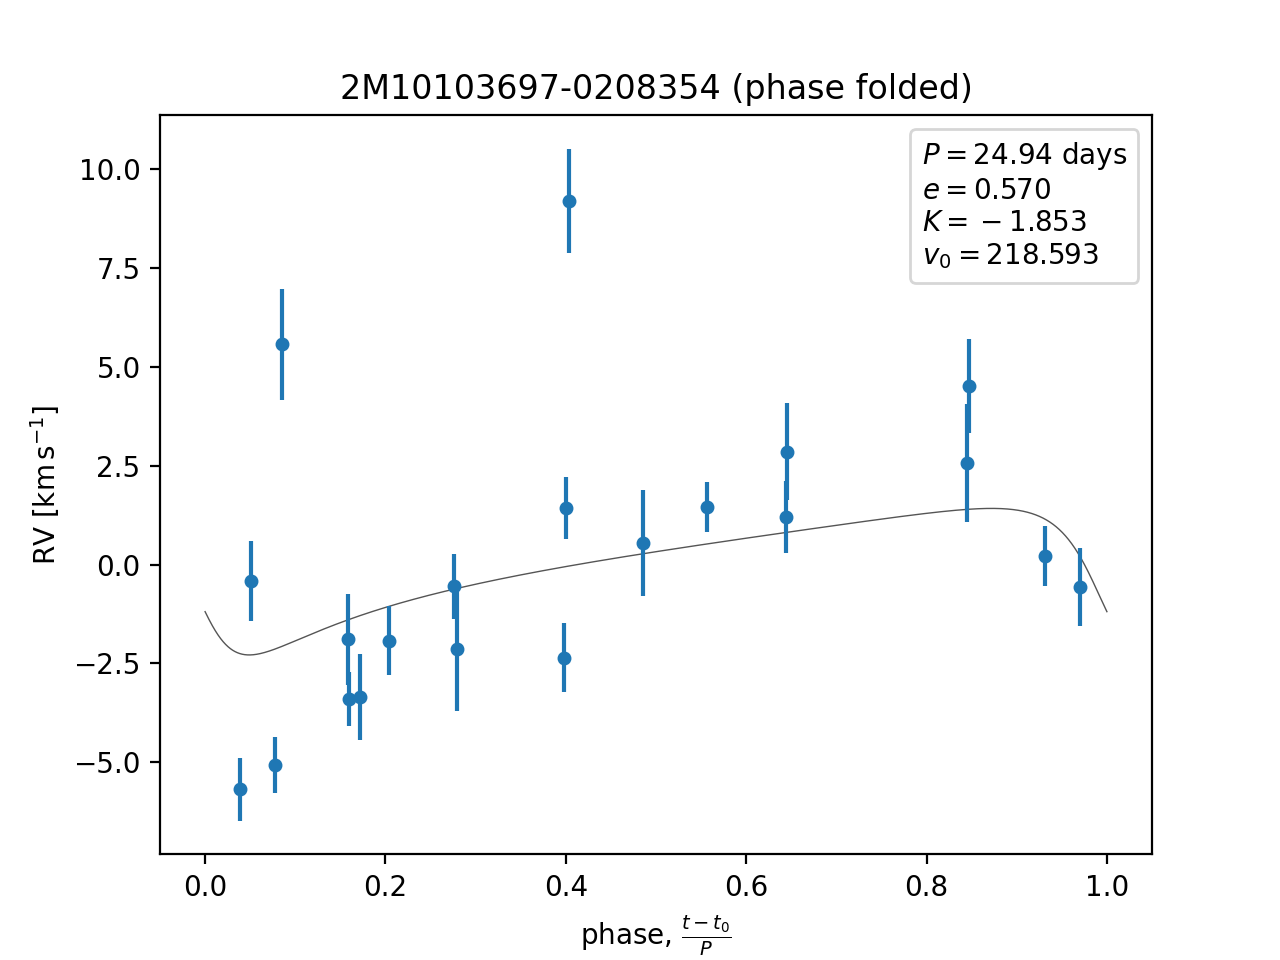 2M10103697-0208354 (phase folded)
P = 24.94 days
e = 0.570
K = −1.853
v₀ = 218.593
RV [km s⁻¹]
10.0
7.5
5.0
2.5
0.0
−2.5
−5.0
0.0 0.2 0.4 0.6 0.8 1.0
phase, (t − t₀)/P